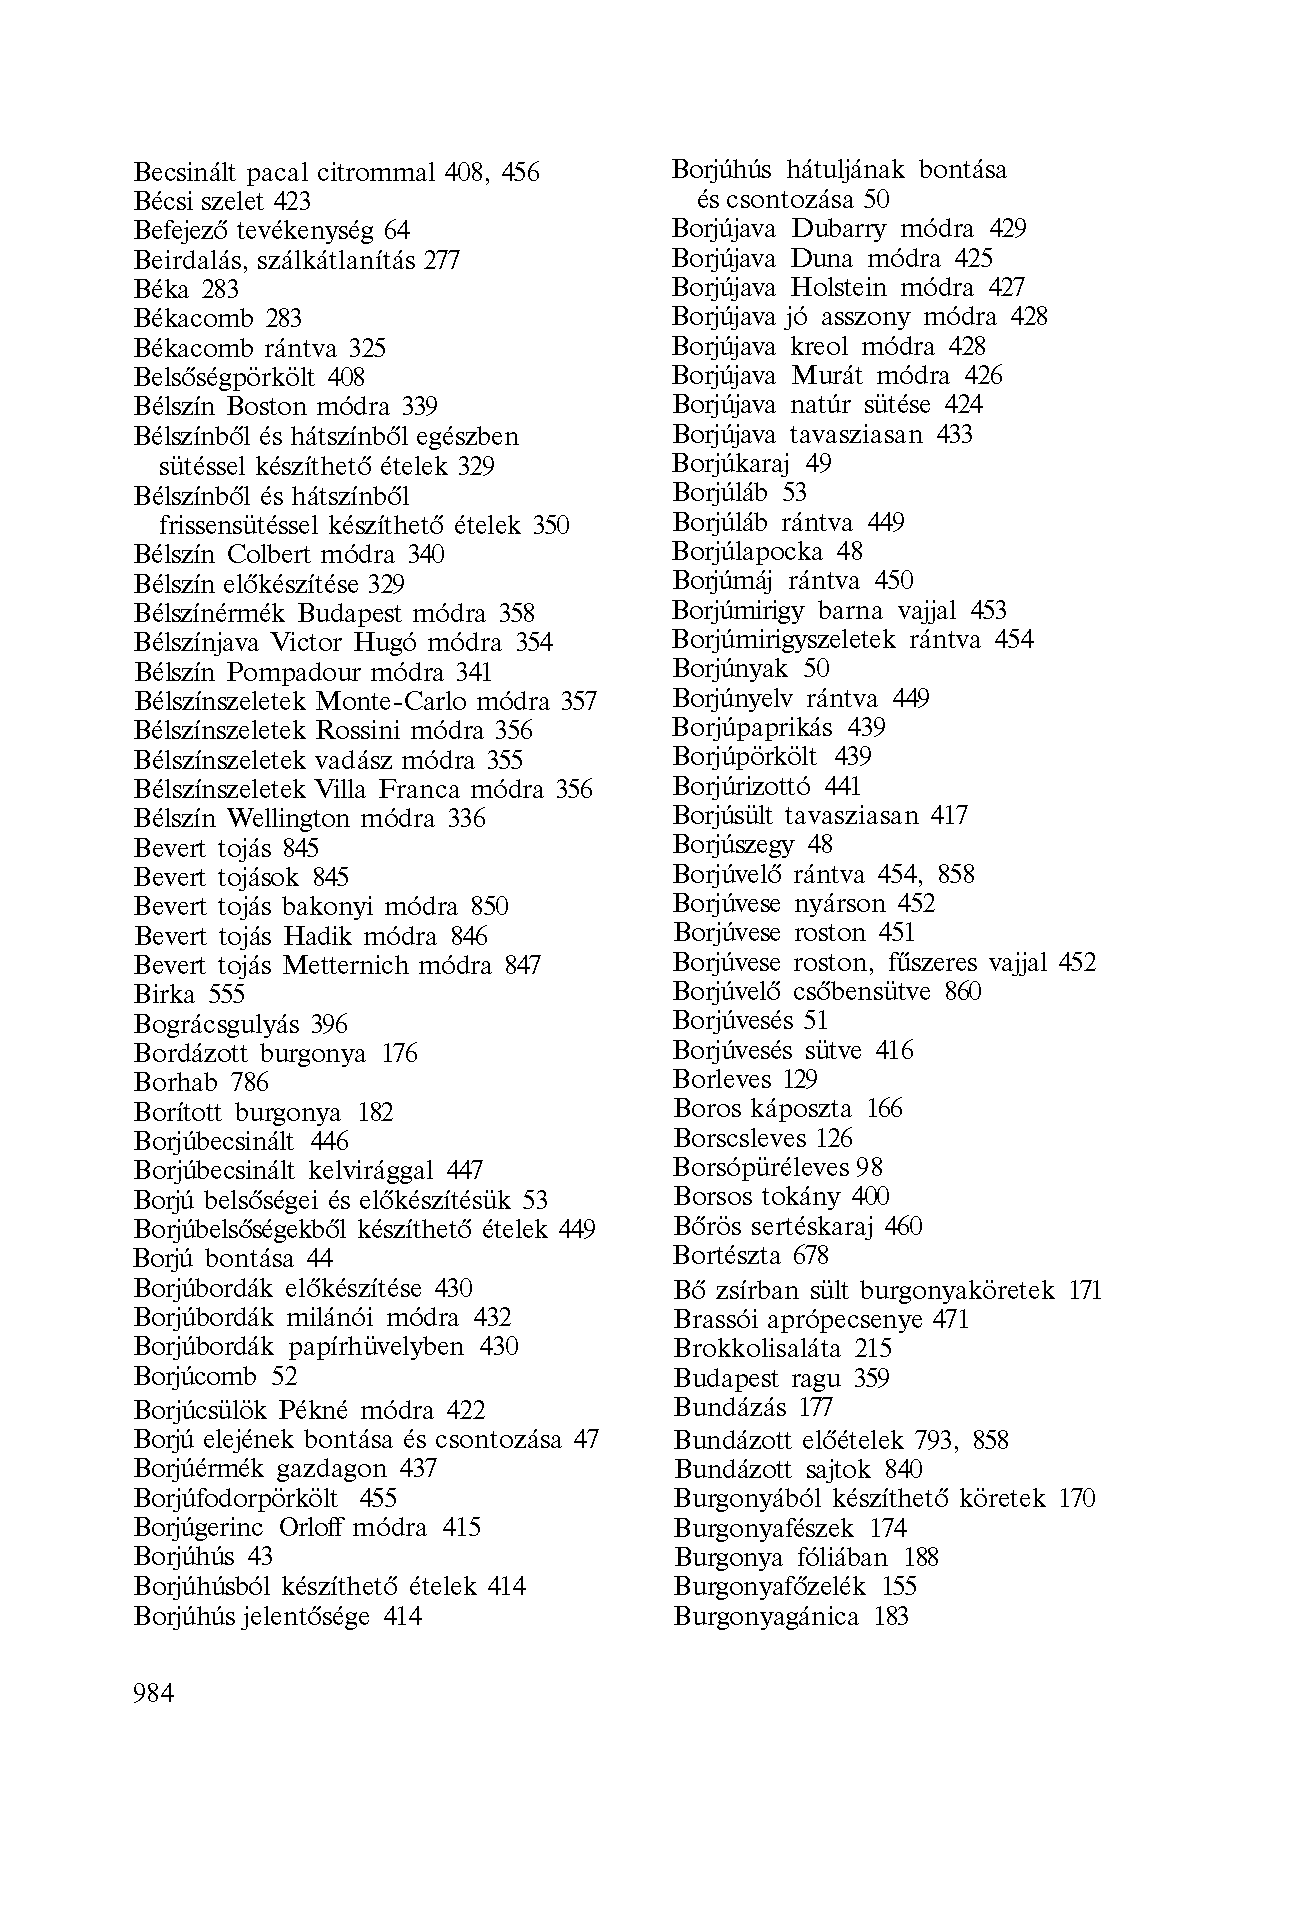 Becsinált pacal citrommal 408, 456
Bécsi szelet 423
Befejező tevékenység 64
Beirdalás, szálkátlanítás 277
Béka 283
Békacomb 283
Békacomb rántva 325
Belsőségpörkölt 408
Bélszín Boston módra 339
Bélszínből és hátszínből egészben
sütéssel készíthető ételek 329
Bélszínből és hátszínből
frissensütéssel készíthető ételek 350
Bélszín Colbert módra 340
Bélszín előkészítése 329
Bélszínérmék Budapest módra 358
Bélszínjava Victor Hugó módra 354
Bélszín Pompadour módra 341
Bélszínszeletek Monte-Carlo módra 357
Bélszínszeletek Rossini módra 356
Bélszínszeletek vadász módra 355
Bélszínszeletek Villa Franca módra 356
Bélszín Wellington módra 336
Bevert tojás 845
Bevert tojások 845
Bevert tojás bakonyi módra 850
Bevert tojás Hadik módra 846
Bevert tojás Metternich módra 847
Birka 555
Bográcsgulyás 396
Bordázott burgonya 176
Borhab 786
Borított burgonya 182
Borjúbecsinált 446
Borjúbecsinált kelvirággal 447
Borjú belsőségei és előkészítésük 53
Borjúbelsőségekből készíthető ételek 449
Borjú bontása 44
Borjúbordák előkészítése 430
Borjúbordák milánói módra 432
Borjúbordák papírhüvelyben 430
Borjúcomb 52
Borjúcsülök Pékné módra 422
Borjú elejének bontása és csontozása 47
Borjúérmék gazdagon 437
Borjúfodorpörkölt 455
Borjúgerinc Orloff módra 415
Borjúhús 43
Borjúhúsból készíthető ételek 414
Borjúhús jelentősége 414
Borjúhús hátuljának bontása
és csontozása 50
Borjújava Dubarry módra 429
Borjújava Duna módra 425
Borjújava Holstein módra 427
Borjújava jó asszony módra 428
Borjújava kreol módra 428
Borjújava Murát módra 426
Borjújava natúr sütése 424
Borjújava tavasziasan 433
Borjúkaraj 49
Borjúláb 53
Borjúláb rántva 449
Borjúlapocka 48
Borjúmáj rántva 450
Borjúmirigy barna vajjal 453
Borjúmirigyszeletek rántva 454
Borjúnyak 50
Borjúnyelv rántva 449
Borjúpaprikás 439
Borjúpörkölt 439
Borjúrizottó 441
Borjúsült tavasziasan 417
Borjúszegy 48
Borjúvelő rántva 454, 858
Borjúvese nyárson 452
Borjúvese roston 451
Borjúvese roston, fűszeres vajjal 452
Borjúvelő csőbensütve 860
Borjúvesés 51
Borjúvesés sütve 416
Borleves 129
Boros káposzta 166
Borscsleves 126
Borsópüréleves 98
Borsos tokány 400
Bőrös sertéskaraj 460
Bortészta 678
Bő zsírban sült burgonyaköretek 171
Brassói aprópecsenye 471
Brokkolisaláta 215
Budapest ragu 359
Bundázás 177
Bundázott előételek 793, 858
Bundázott sajtok 840
Burgonyából készíthető köretek 170
Burgonyafészek 174
Burgonya fóliában 188
Burgonyafőzelék 155
Burgonyagánica 183
984